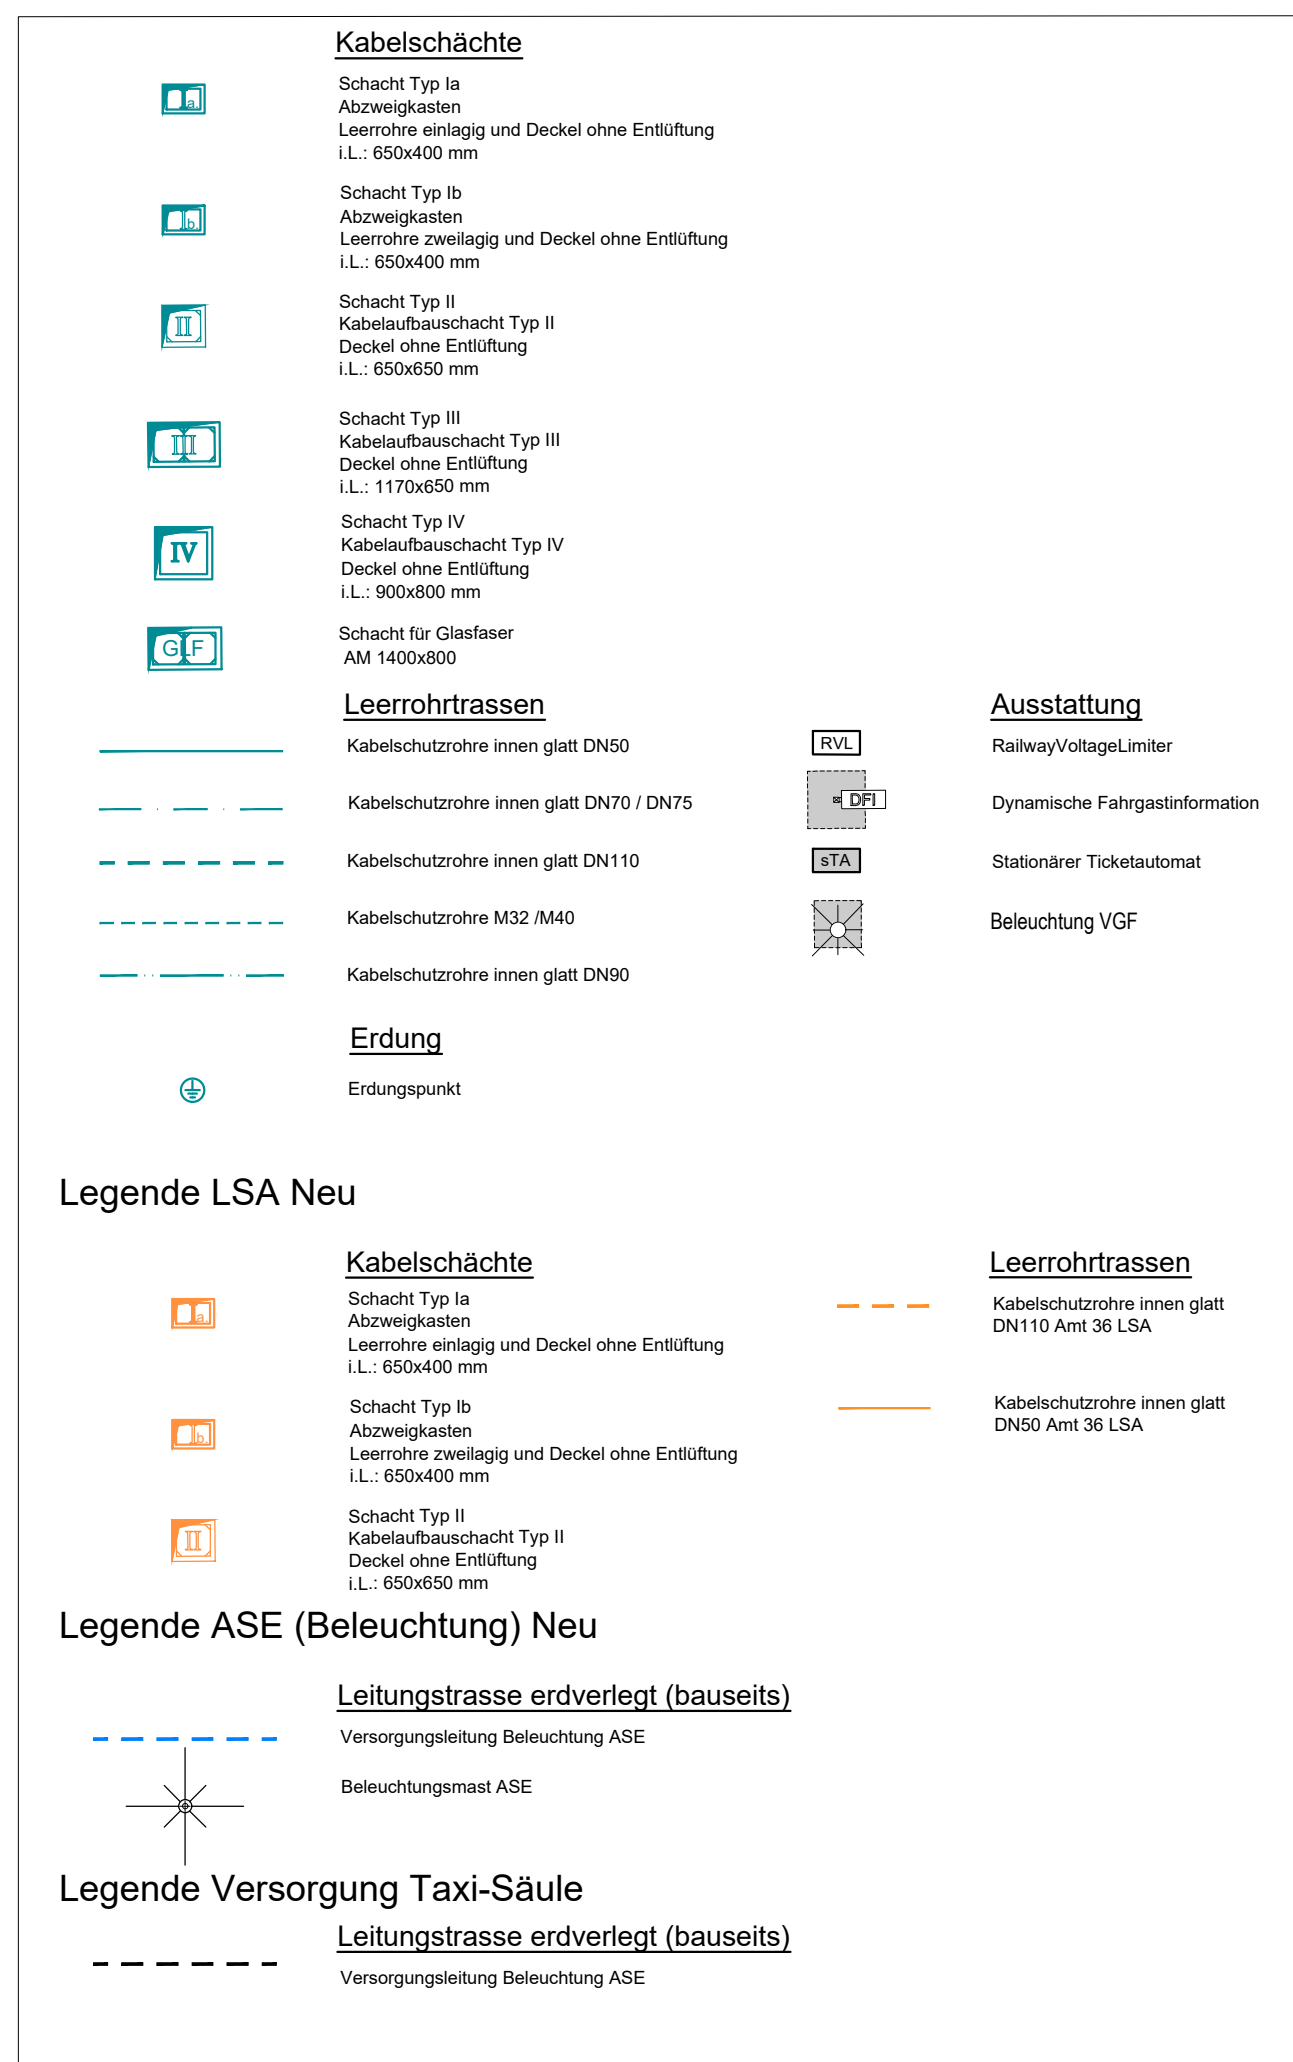 Kabelschächte
Ia.
Schacht Typ Ia
Abzweigkasten
Leerrohre einlagig und Deckel ohne Entlüftung
i.L.: 650x400 mm
Ib.
Schacht Typ Ib
Abzweigkasten
Leerrohre zweilagig und Deckel ohne Entlüftung
i.L.: 650x400 mm
II
Schacht Typ II
Kabelaufbauschacht Typ II
Deckel ohne Entlüftung
i.L.: 650x650 mm
III
Schacht Typ III
Kabelaufbauschacht Typ III
Deckel ohne Entlüftung
i.L.: 1170x650 mm
IV
Schacht Typ IV
Kabelaufbauschacht Typ IV
Deckel ohne Entlüftung
i.L.: 900x800 mm
GLF
Schacht für Glasfaser
AM 1400x800
Leerrohrtrassen
Kabelschutzrohre innen glatt DN50
Kabelschutzrohre innen glatt DN70 / DN75
Kabelschutzrohre innen glatt DN110
Kabelschutzrohre M32 /M40
Kabelschutzrohre innen glatt DN90
Ausstattung
RVL
RailwayVoltageLimiter
DFI
Dynamische Fahrgastinformation
sTA
Stationärer Ticketautomat
Beleuchtung VGF
Erdung
Erdungspunkt
Legende LSA Neu
Kabelschächte
Ia.
Schacht Typ Ia
Abzweigkasten
Leerrohre einlagig und Deckel ohne Entlüftung
i.L.: 650x400 mm
Ib.
Schacht Typ Ib
Abzweigkasten
Leerrohre zweilagig und Deckel ohne Entlüftung
i.L.: 650x400 mm
II
Schacht Typ II
Kabelaufbauschacht Typ II
Deckel ohne Entlüftung
i.L.: 650x650 mm
Leerrohrtrassen
Kabelschutzrohre innen glatt
DN110 Amt 36 LSA
Kabelschutzrohre innen glatt
DN50 Amt 36 LSA
Legende ASE (Beleuchtung) Neu
Leitungstrasse erdverlegt (bauseits)
Versorgungsleitung Beleuchtung ASE
Beleuchtungsmast ASE
Legende Versorgung Taxi-Säule
Leitungstrasse erdverlegt (bauseits)
Versorgungsleitung Beleuchtung ASE